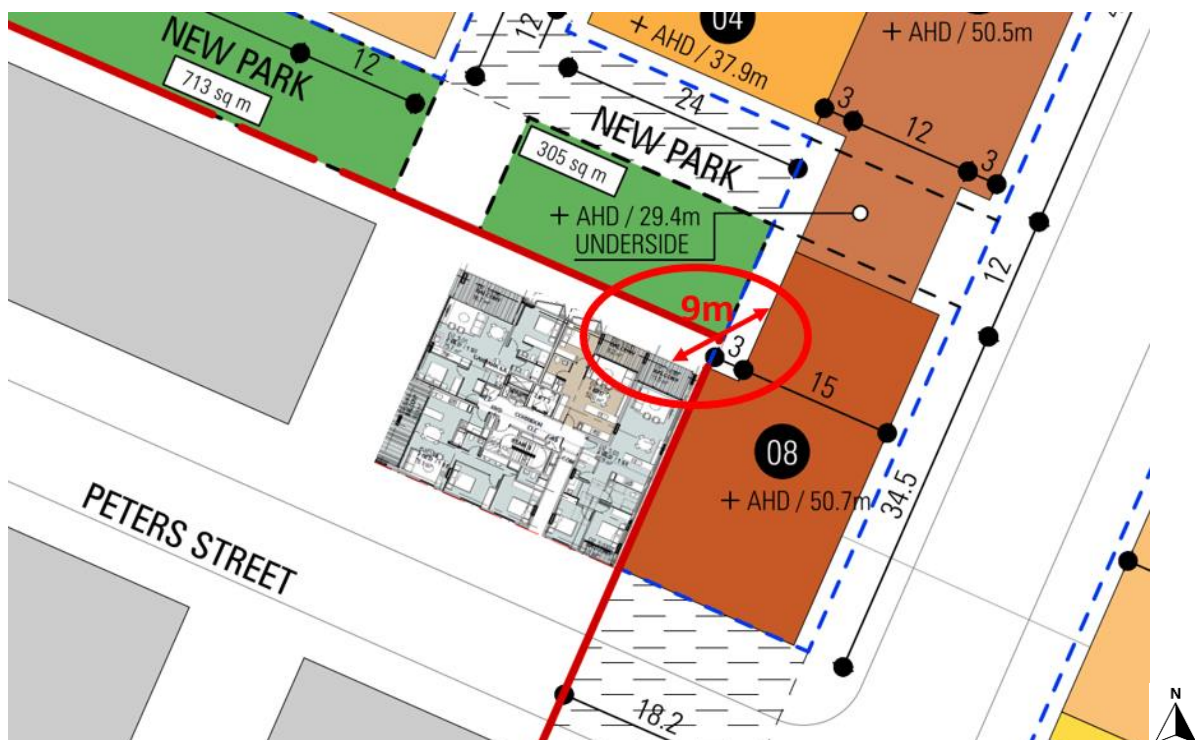 04
+ AHD / 50.5m
12
+ AHD / 37.9m
NEW PARK
12
713 sq m
24
3
12
3
NEW PARK
305 sq m
+ AHD / 29.4m
UNDERSIDE
12
9m
3
15
08
+ AHD / 50.7m
34.5
PETERS STREET
18.2
N